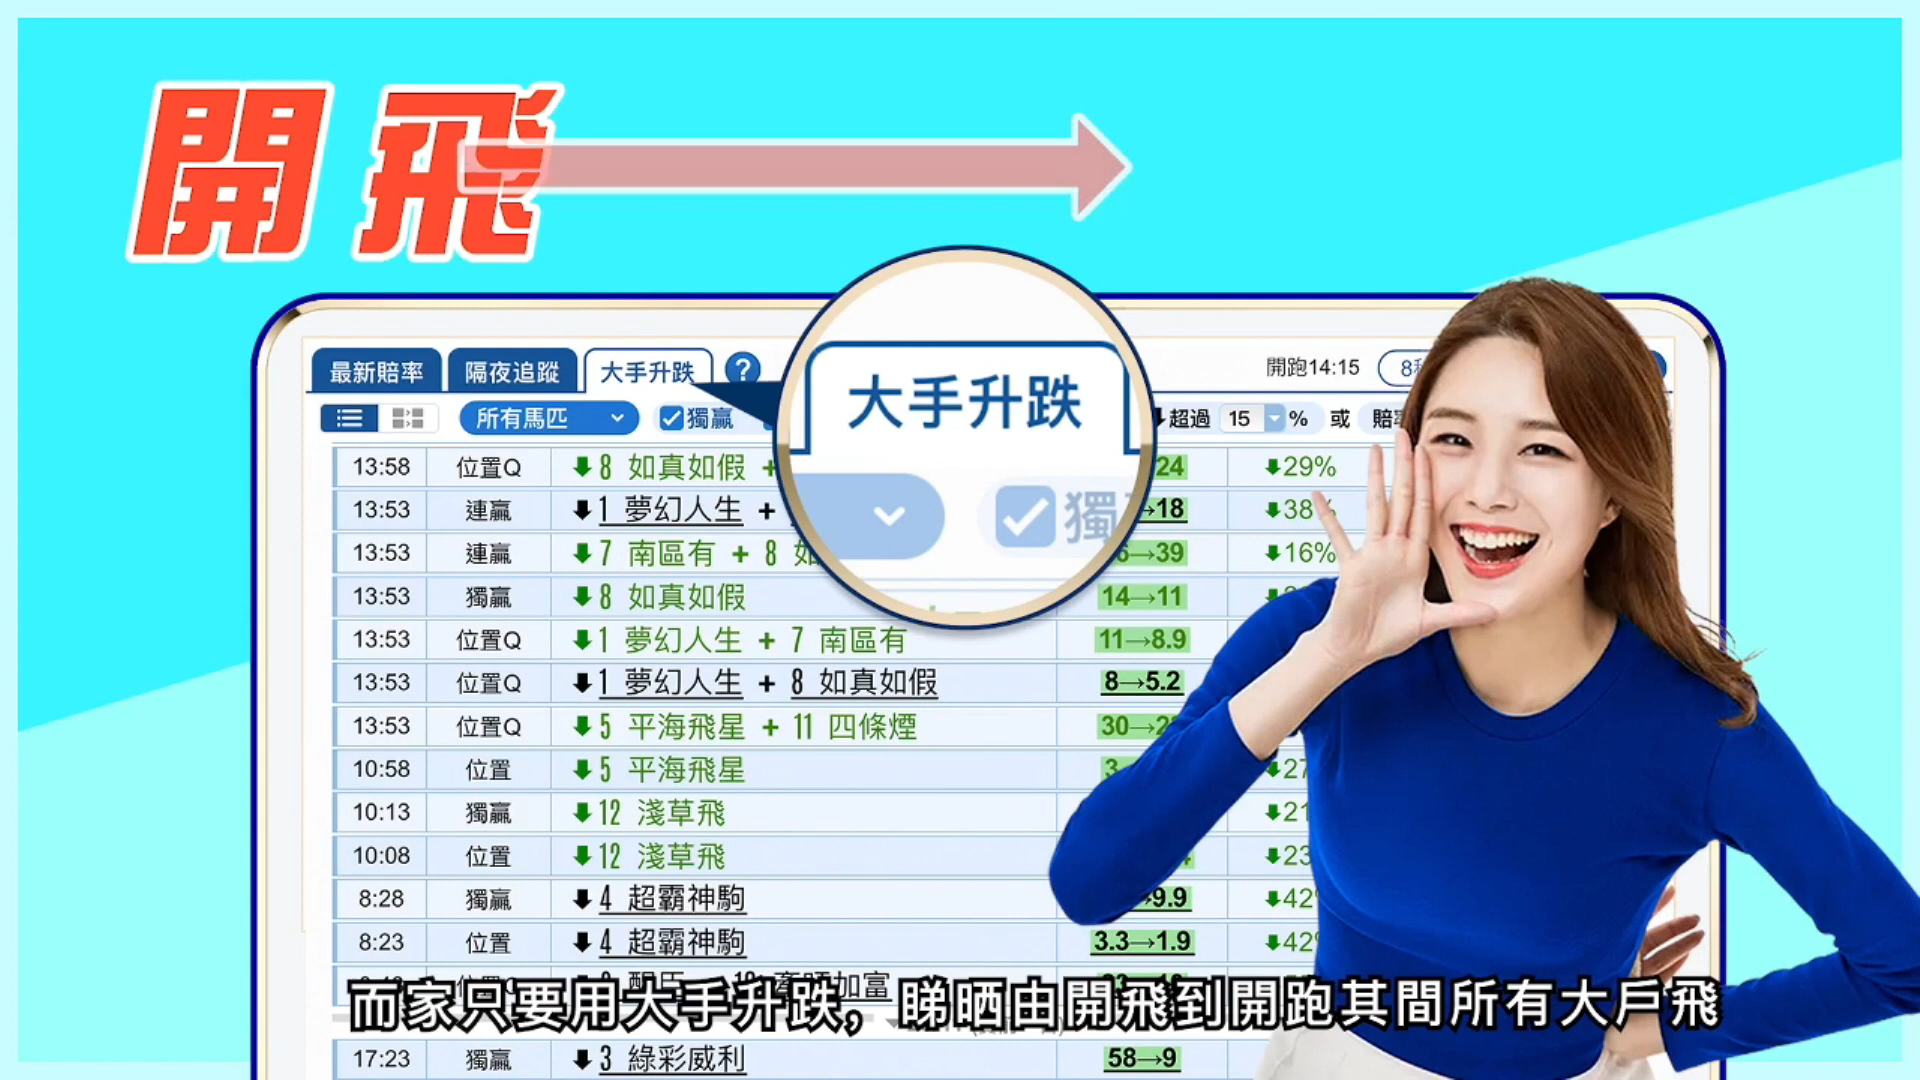 開飛
最新賠率 隔夜追蹤 大手升跌 ? 開跑14:15
大手升跌
所有馬匹 獨贏 超過 15 % 或
13:58 位置Q 8 如真如假 + 24 29%
13:53 連贏 1 夢幻人生 + →18 38%
13:53 連贏 7 南區有 + 8 →39 16%
13:53 獨贏 8 如真如假 14→11
13:53 位置Q 1 夢幻人生 + 7 南區有 11→8.9
13:53 位置Q 1 夢幻人生 + 8 如真如假 8→5.2
13:53 位置Q 5 平海飛星 + 11 四條煙 30→
10:58 位置 5 平海飛星 27
10:13 獨贏 12 淺草飛 21
10:08 位置 12 淺草飛 23
8:28 獨贏 4 超霸神駒 →9.9 42
8:23 位置 4 超霸神駒 3.3→1.9 42
而家只要用大手升跌，睇晒由開飛到開跑其間所有大戶飛
17:23 獨贏 3 綠彩威利 58→9